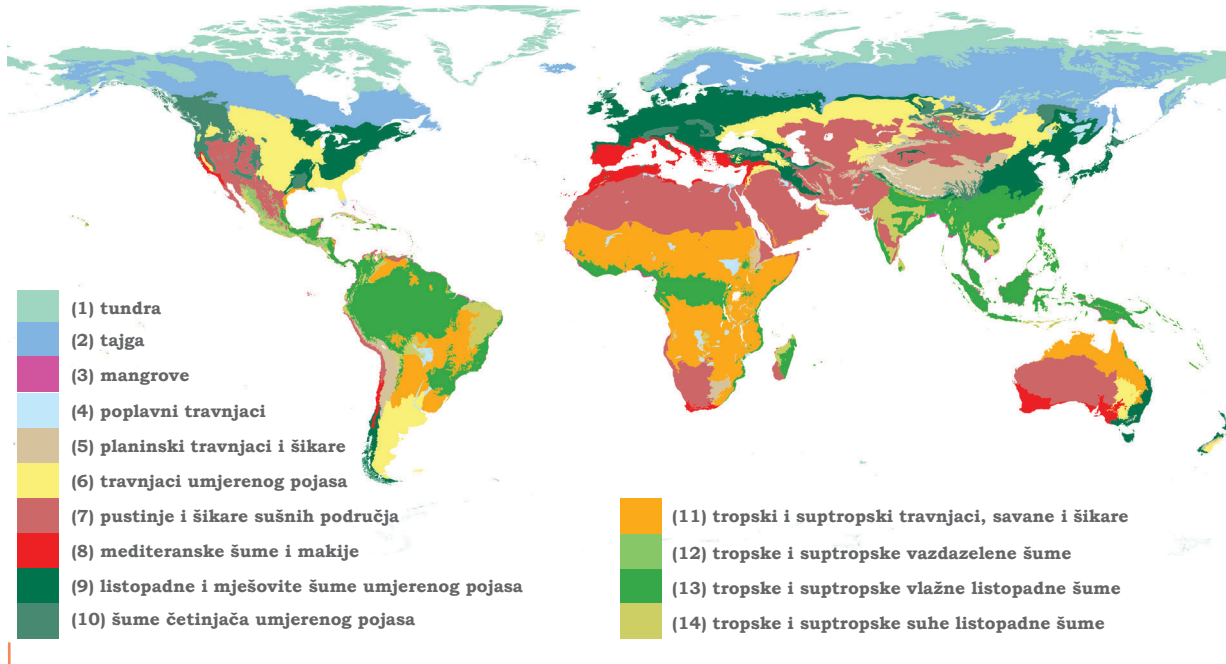 (1) tundra
(2) tajga
(3) mangrove
(4) poplavni travnjaci
(5) planinski travnjaci i šikare
(6) travnjaci umjerenog pojasa
(7) pustinje i šikare sušnih područja
(8) mediteranske šume i makije
(9) listopadne i mješovite šume umjerenog pojasa
(10) šume četinjača umjerenog pojasa
(11) tropski i suptropski travnjaci, savane i šikare
(12) tropske i suptropske vazdazelene šume
(13) tropske i suptropske vlažne listopadne šume
(14) tropske i suptropske suhe listopadne šume